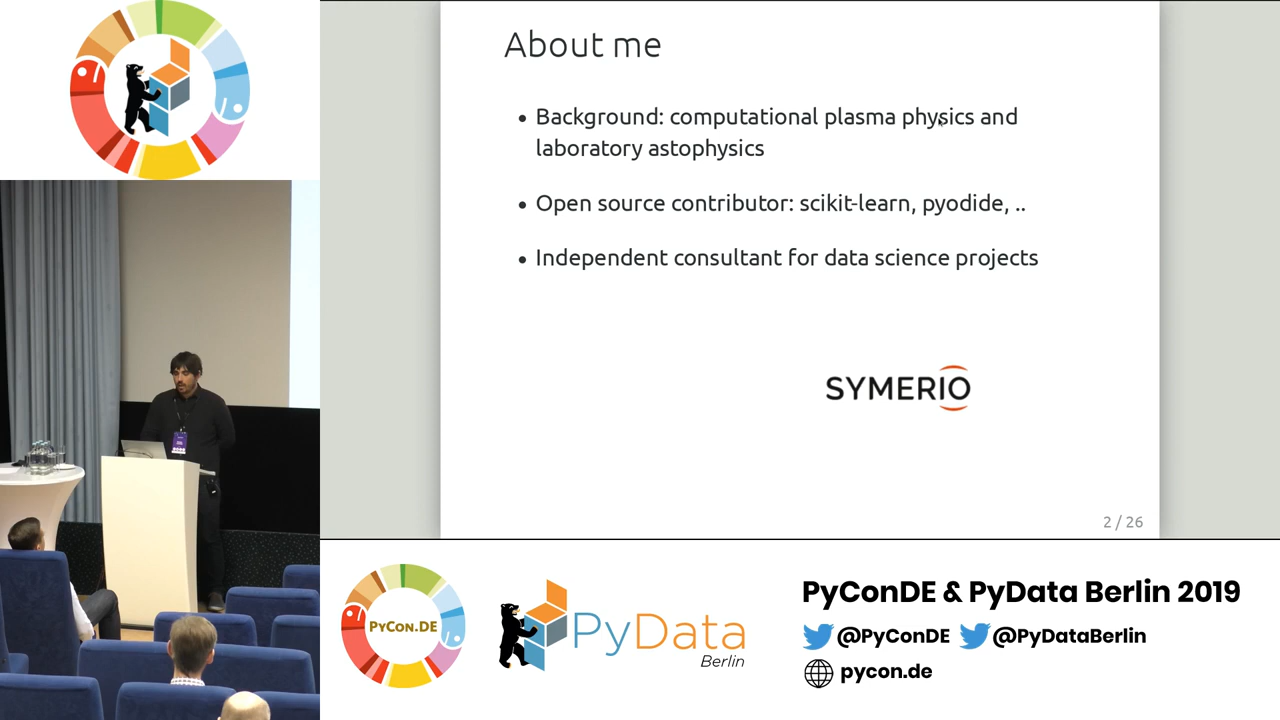 About me
Background: computational plasma physics and
laboratory astophysics
Open source contributor: scikit-learn, pyodide, ..
Independent consultant for data science projects
SYMERIO
2 / 26
PYCON.DE
PyData
Berlin
PyConDE & PyData Berlin 2019
@PyConDE @PyDataBerlin
pycon.de